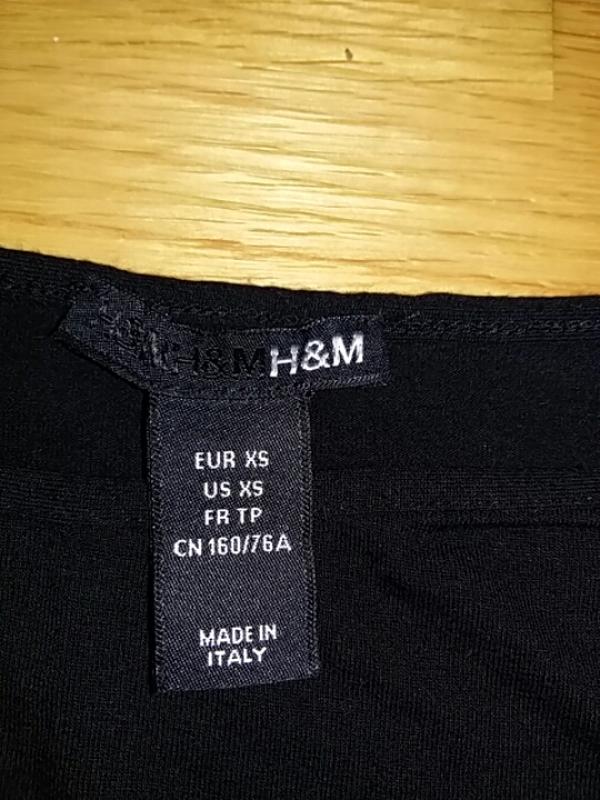 H&M H&M
EUR XS
US XS
FR TP
CN 160/76A
MADE IN
ITALY